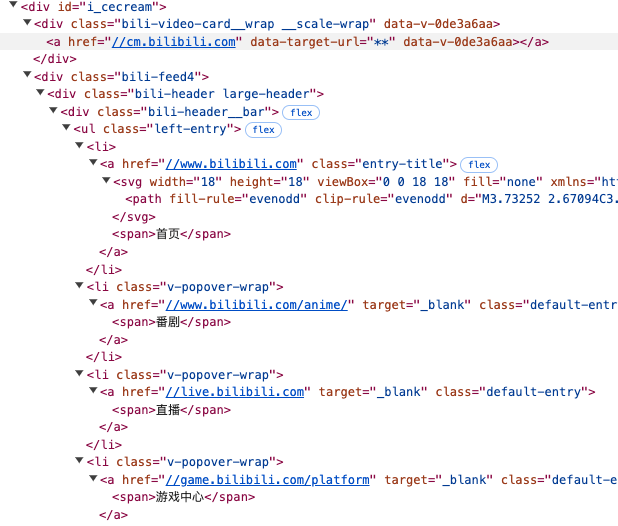 <div id="i_cecream">
<div class="bili-video-card__wrap __scale-wrap" data-v-0de3a6aa>
<a href="//cm.bilibili.com" data-target-url="**" data-v-0de3a6aa></a>
</div>
<div class="bili-feed4">
<div class="bili-header large-header">
<div class="bili-header__bar"> flex
<ul class="left-entry"> flex
<li>
<a href="//www.bilibili.com" class="entry-title"> flex
<svg width="18" height="18" viewBox="0 0 18 18" fill="none" xmlns="ht
<path fill-rule="evenodd" clip-rule="evenodd" d="M3.73252 2.67094C3.
</svg>
<span>首页</span>
</a>
</li>
<li class="v-popover-wrap">
<a href="//www.bilibili.com/anime/" target="_blank" class="default-entr
<span>番剧</span>
</a>
</li>
<li class="v-popover-wrap">
<a href="//live.bilibili.com" target="_blank" class="default-entry">
<span>直播</span>
</a>
</li>
<li class="v-popover-wrap">
<a href="//game.bilibili.com/platform" target="_blank" class="default-e
<span>游戏中心</span>
</a>